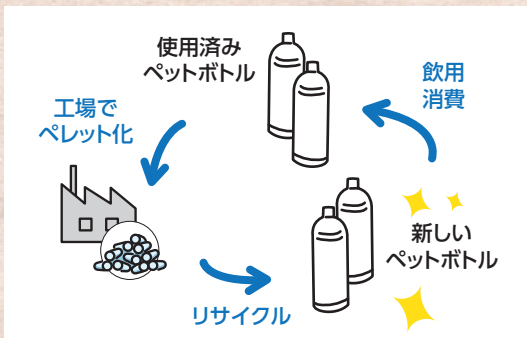 使用済み
ペットボトル
飲用
消費
工場で
ペレット化
新しい
ペットボトル
リサイクル